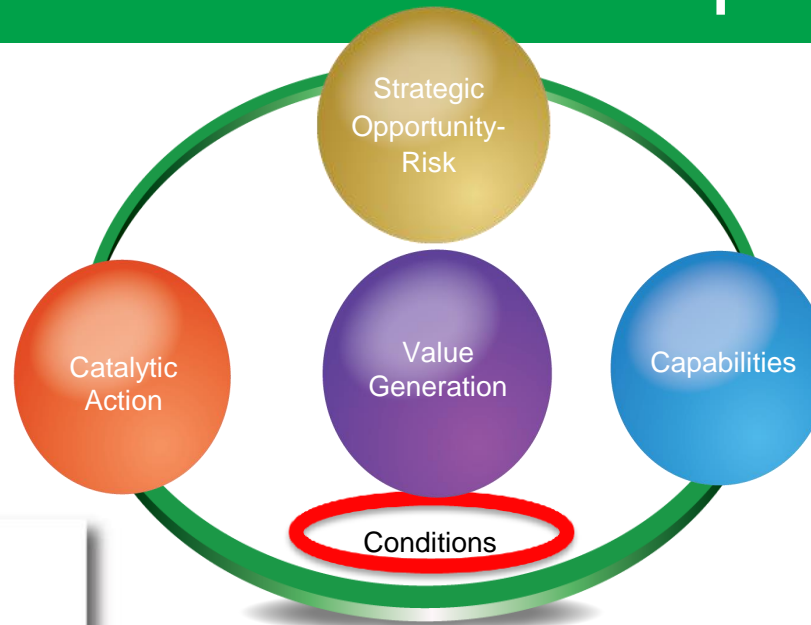 Strategic
Opportunity-
Risk
Catalytic
Action
Value
Generation
Capabilities
Conditions